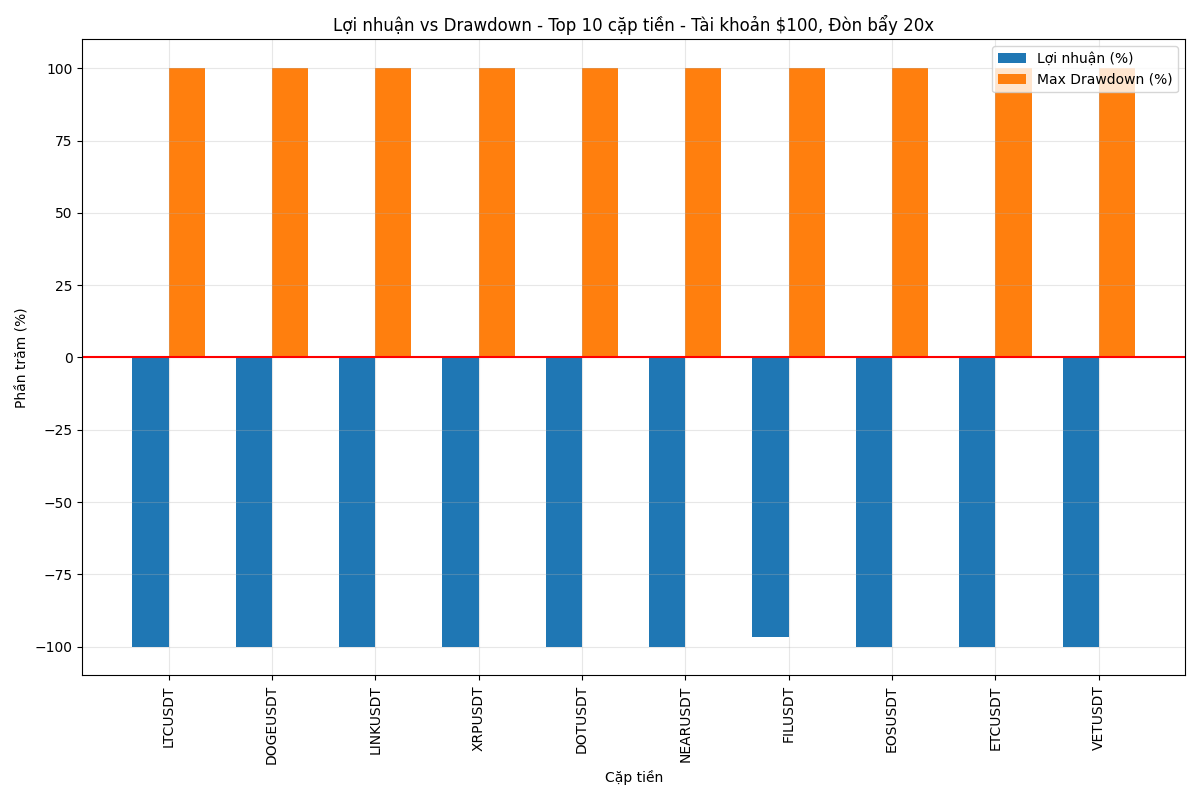 Lợi nhuận vs Drawdown - Top 10 cặp tiền - Tài khoản $100, Đòn bẩy 20x
Lợi nhuận (%)
Max Drawdown (%)
Phần trăm (%)
100
75
50
25
0
−25
−50
−75
−100
LTCUSDT
DOGEUSDT
LINKUSDT
XRPUSDT
DOTUSDT
NEARUSDT
FILUSDT
EOSUSDT
ETCUSDT
VETUSDT
Cặp tiền